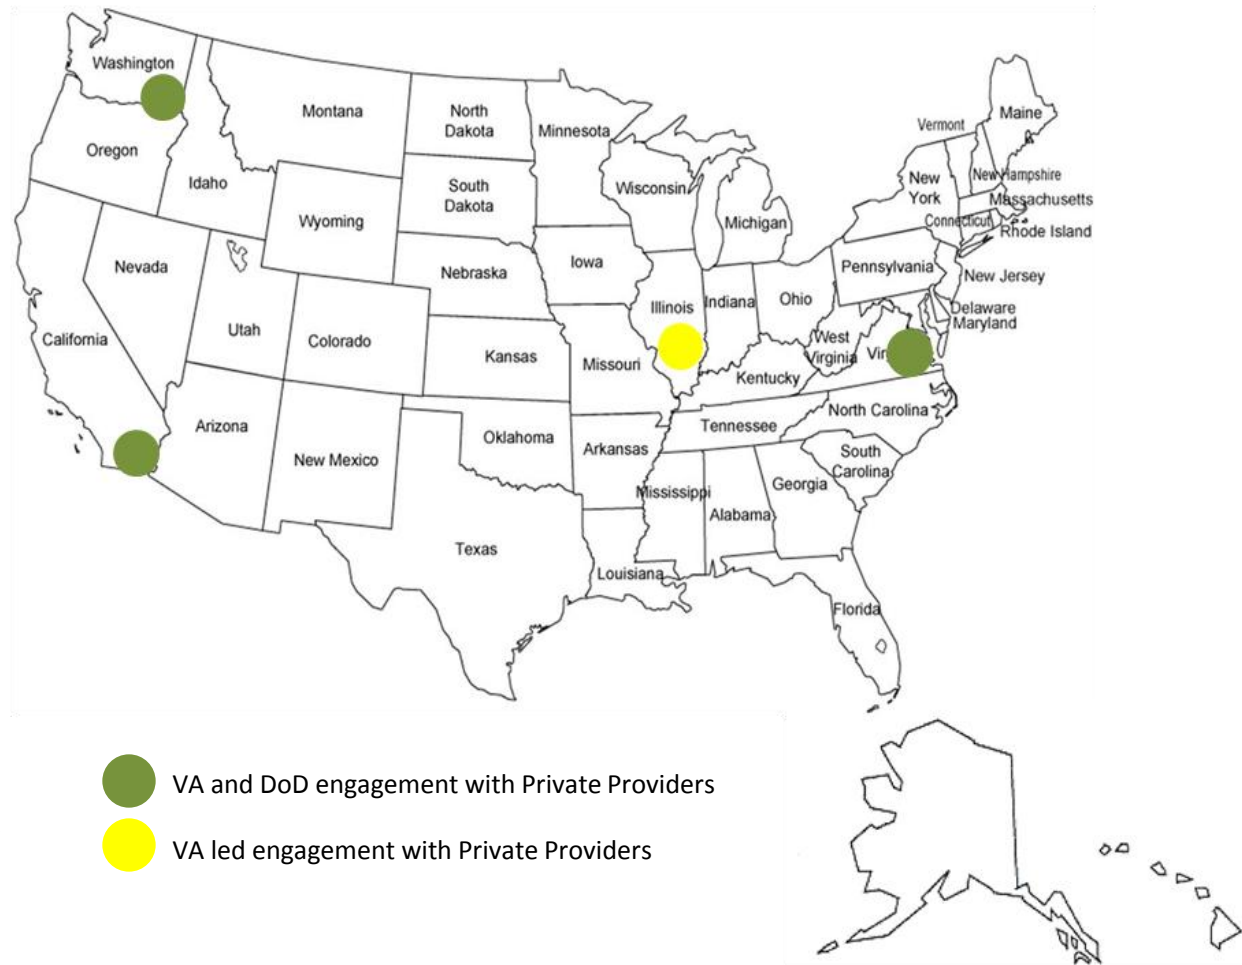 Washington
Montana
North
Dakota
Minnesota
Maine
Vermont
Oregon
Idaho
South
Dakota
Wisconsin
New
York
New Hampshire
Massachusetts
Wyoming
Michigan
Connecticut
Rhode Island
Nevada
Nebraska
Iowa
Pennsylvania
New Jersey
California
Utah
Colorado
Illinois
Indiana
Ohio
Delaware
Maryland
Kansas
Missouri
West
Virginia
Vir
Kentucky
Arizona
New Mexico
Oklahoma
Arkansas
Tennessee
North Carolina
South
Carolina
Mississippi
Alabama
Georgia
Texas
Louisiana
Florida
VA and DoD engagement with Private Providers
VA led engagement with Private Providers